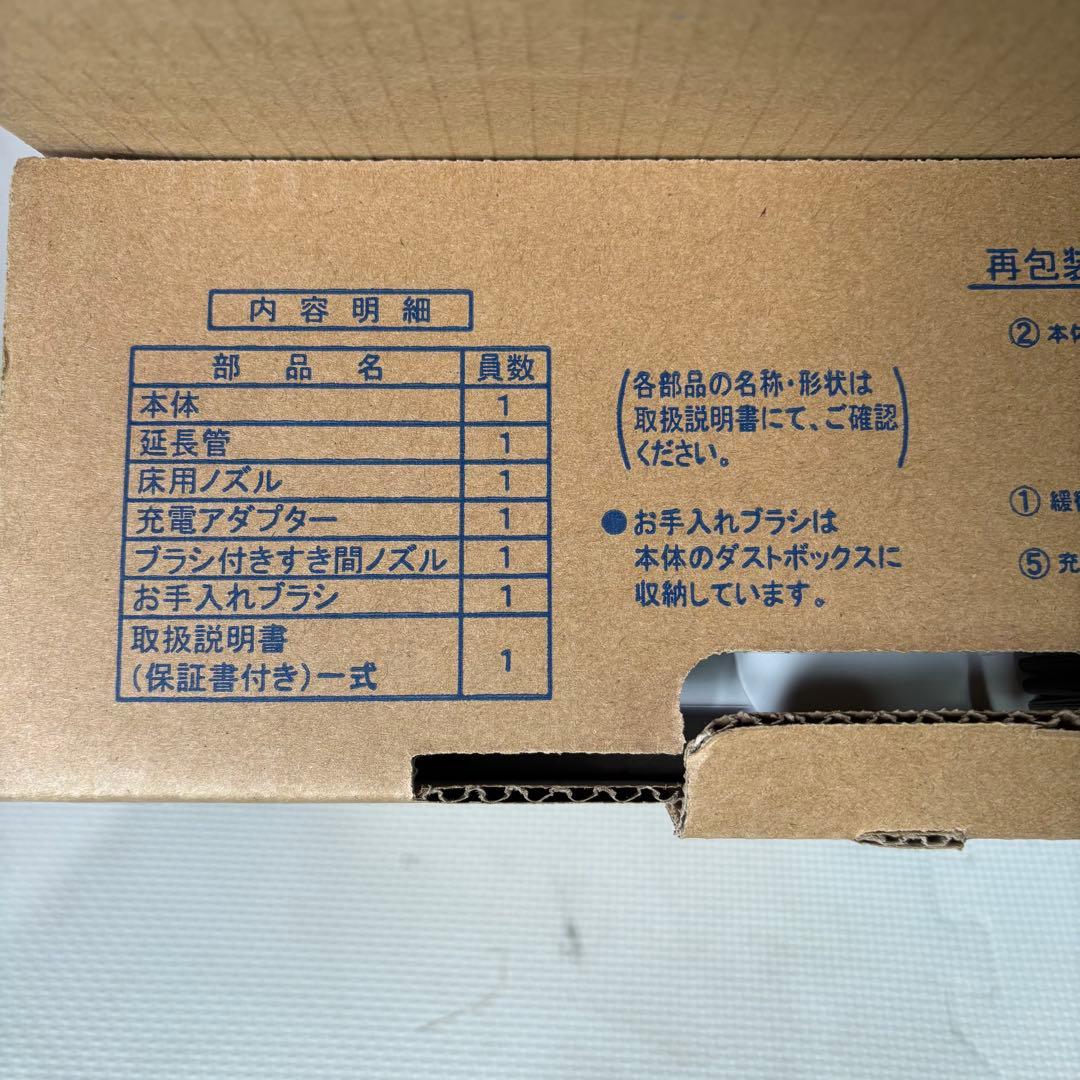 内容明細
部品名 員数
本体 1
延長管 1
床用ノズル 1
充電アダプター 1
ブラシ付きすき間ノズル 1
お手入れブラシ 1
取扱説明書
(保証書付き)一式 1
(各部品の名称・形状は
取扱説明書にて、ご確認
ください。)
●お手入れブラシは
本体のダストボックスに
収納しています。
再包装
②本体
①緩衝
⑤充